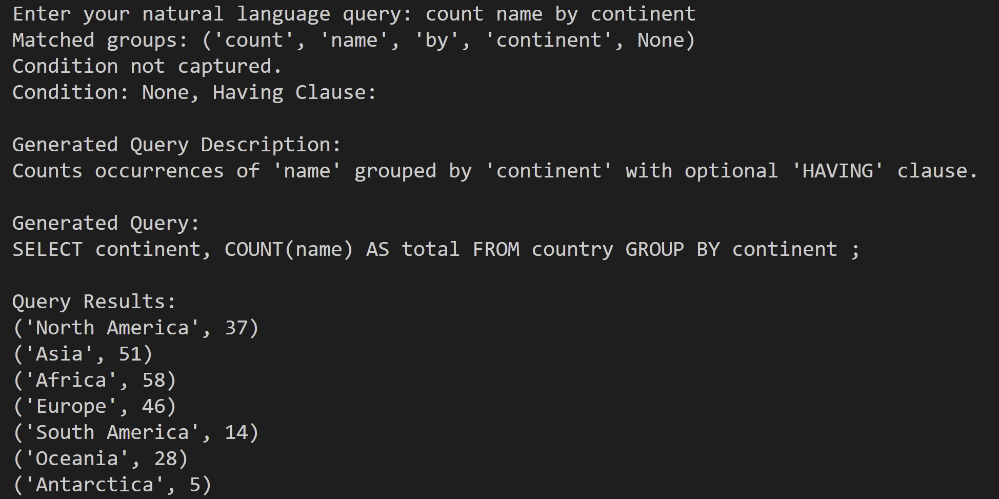 Enter your natural language query: count name by continent
Matched groups: ('count', 'name', 'by', 'continent', None)
Condition not captured.
Condition: None, Having Clause:
Generated Query Description:
Counts occurrences of 'name' grouped by 'continent' with optional 'HAVING' clause.
Generated Query:
SELECT continent, COUNT(name) AS total FROM country GROUP BY continent ;
Query Results:
('North America', 37)
('Asia', 51)
('Africa', 58)
('Europe', 46)
('South America', 14)
('Oceania', 28)
('Antarctica', 5)